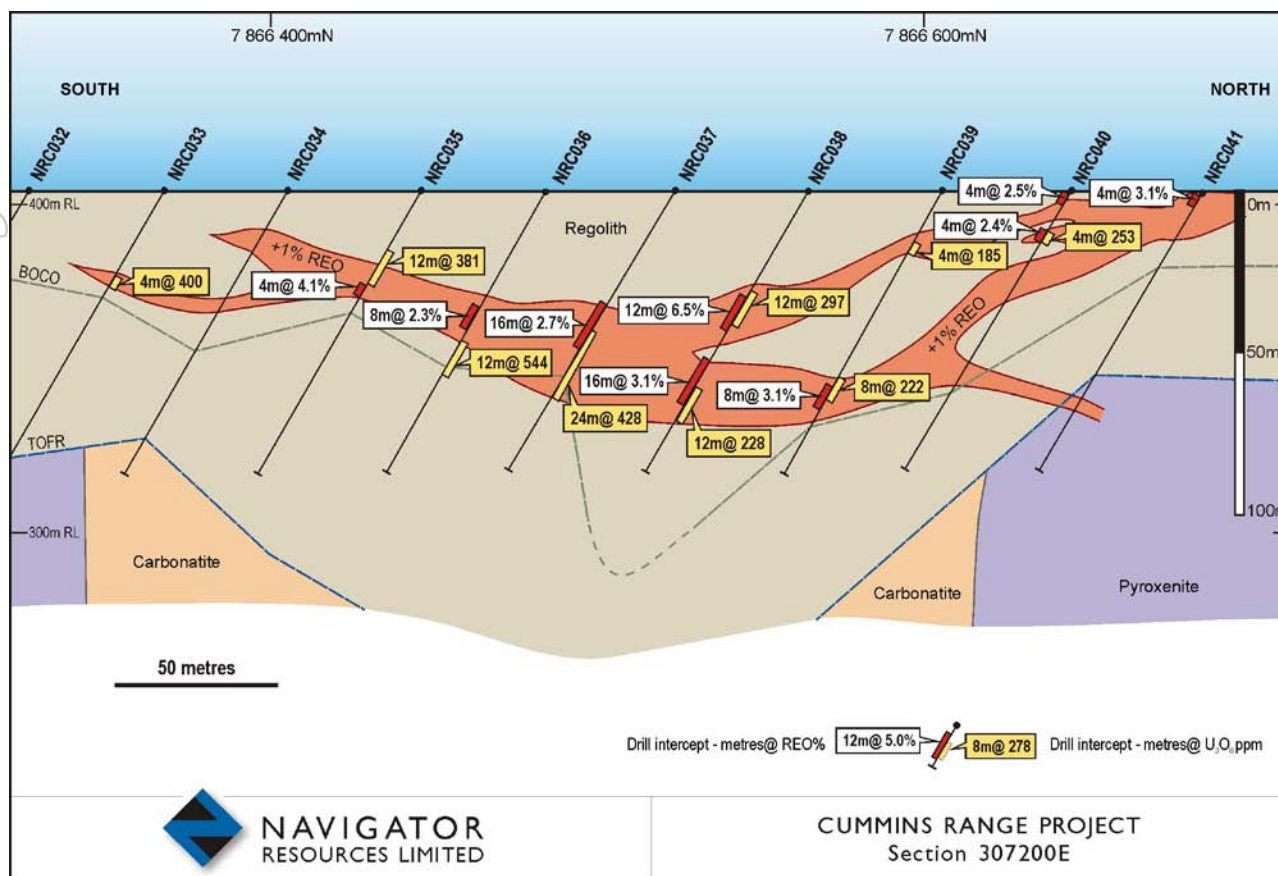 7 866 400mN
7 866 600mN
SOUTH
NORTH
NRC032
NRC033
NRC034
NRC035
NRC036
NRC037
NRC038
NRC039
NRC040
NRC041
400m RL
0m
4m@ 2.5%
4m@ 3.1%
Regolith
4m@ 2.4%
4m@ 253
+1% REO
12m@ 381
4m@ 185
BOCO
4m@ 400
4m@ 4.1%
8m@ 2.3%
16m@ 2.7%
12m@ 6.5%
12m@ 297
+1% REO
50m
12m@ 544
16m@ 3.1%
8m@ 3.1%
8m@ 222
24m@ 428
12m@ 228
TOFR
100m
300m RL
Carbonatite
Carbonatite
Pyroxenite
50 metres
Drill intercept - metres@ REO%
12m@ 5.0%
8m@ 278
Drill intercept - metres@ U₃O₈ppm
NAVIGATOR
RESOURCES LIMITED
CUMMINS RANGE PROJECT
Section 307200E